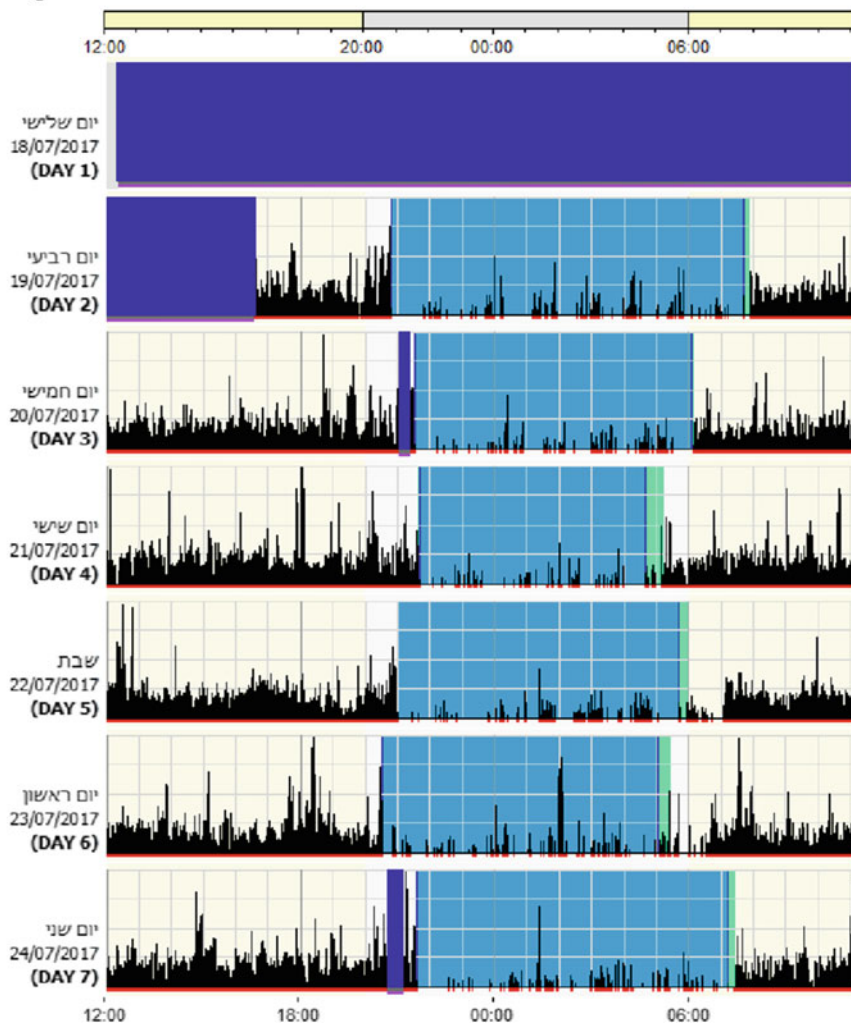 12:00 20:00 00:00 06:00
יום שלישי
18/07/2017
(DAY 1)
יום רביעי
19/07/2017
(DAY 2)
יום חמישי
20/07/2017
(DAY 3)
יום שישי
21/07/2017
(DAY 4)
שבת
22/07/2017
(DAY 5)
יום ראשון
23/07/2017
(DAY 6)
יום שני
24/07/2017
(DAY 7)
12:00 18:00 00:00 06:00